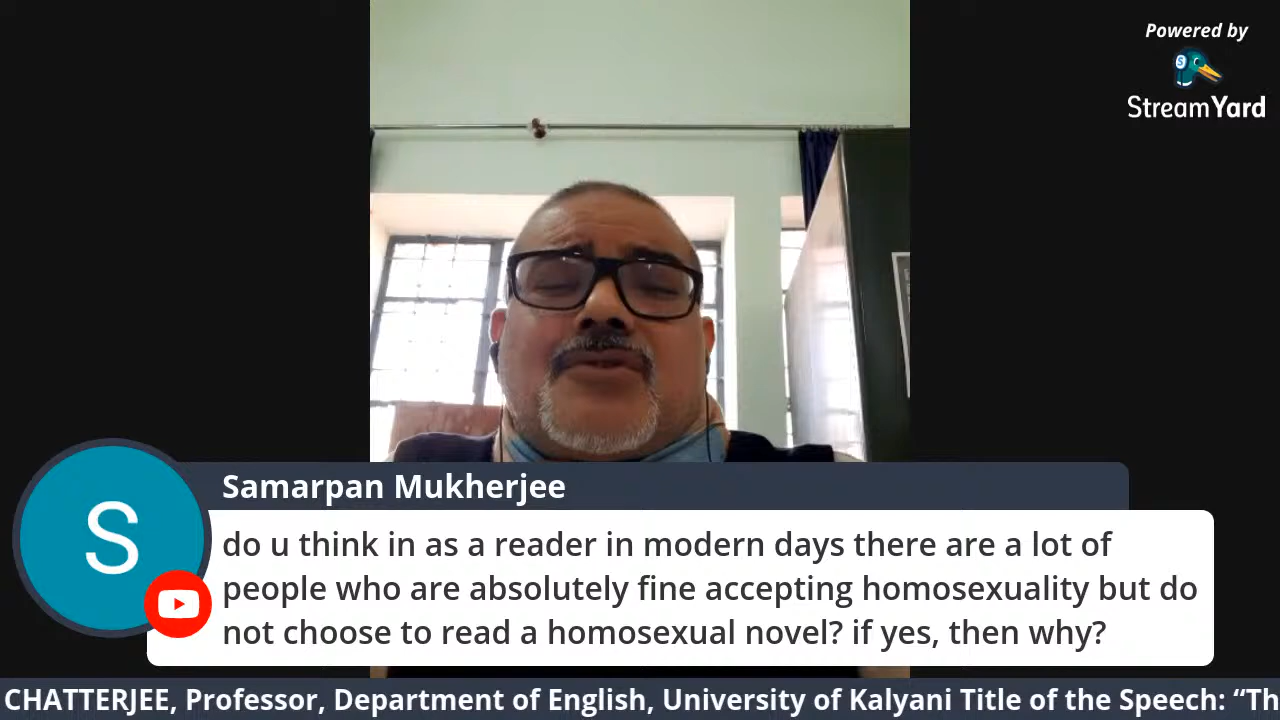 Powered by
StreamYard
Samarpan Mukherjee
S
do u think in as a reader in modern days there are a lot of
people who are absolutely fine accepting homosexuality but do
not choose to read a homosexual novel? if yes, then why?
CHATTERJEE, Professor, Department of English, University of Kalyani Title of the Speech: “Th